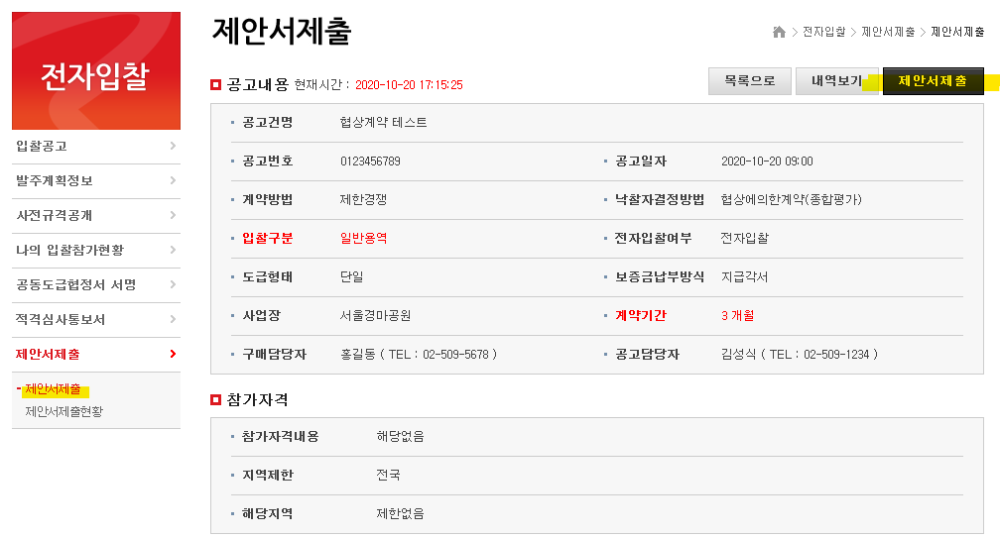 전자입찰
입찰공고
발주계획정보
사전규격공개
나의 입찰참가현황
공동도급협정서 서명
적격심사통보서
제안서제출
- 제안서제출
제안서제출현황
제안서제출
전자입찰 > 제안서제출 > 제안서제출
공고내용 현재시간 : 2020-10-20 17:15:25
목록으로 내역보기 제안서제출
공고건명 협상계약 테스트
공고번호 0123456789 공고일자 2020-10-20 09:00
계약방법 제한경쟁 낙찰자결정방법 협상에의한계약(종합평가)
입찰구분 일반용역 전자입찰여부 전자입찰
도급형태 단일 보증금납부방식 지급각서
사업장 서울경마공원 계약기간 3 개월
구매담당자 홍길동 ( TEL : 02-509-5678 ) 공고담당자 김성식 ( TEL : 02-509-1234 )
참가자격
참가자격내용 해당없음
지역제한 전국
해당지역 제한없음